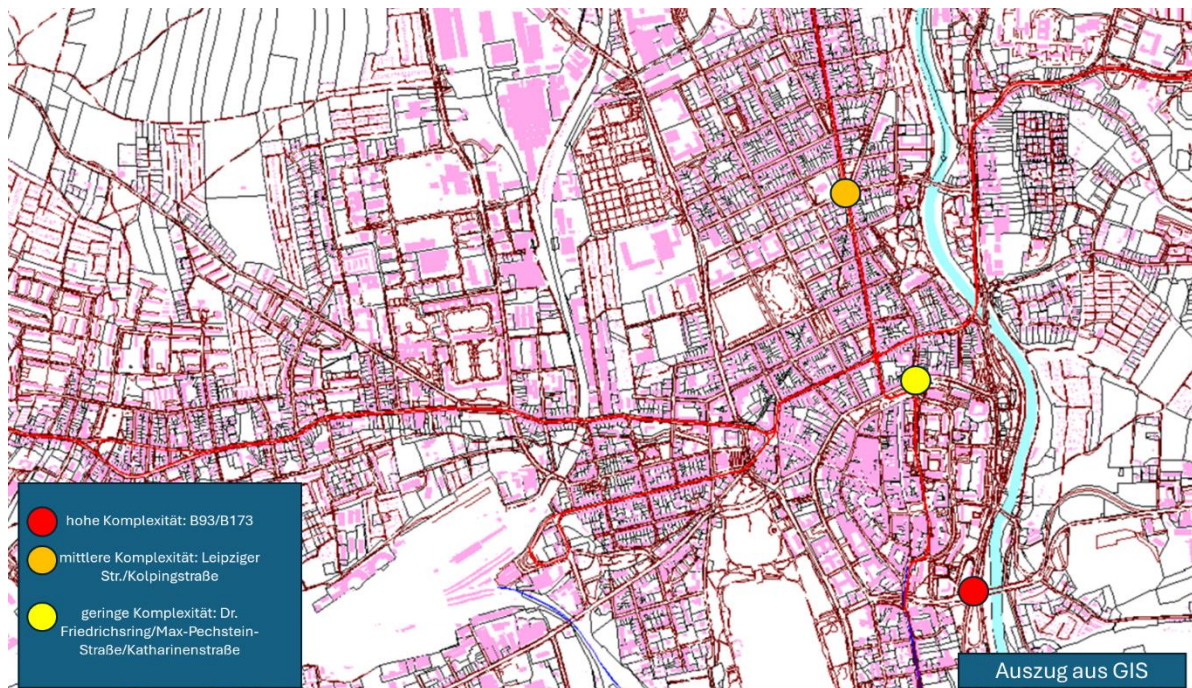 hohe Komplexität: B93/B173
mittlere Komplexität: Leipziger
Str./Kolpingstraße
geringe Komplexität: Dr.
Friedrichsring/Max-Pechstein-
Straße/Katharinenstraße
Auszug aus GIS